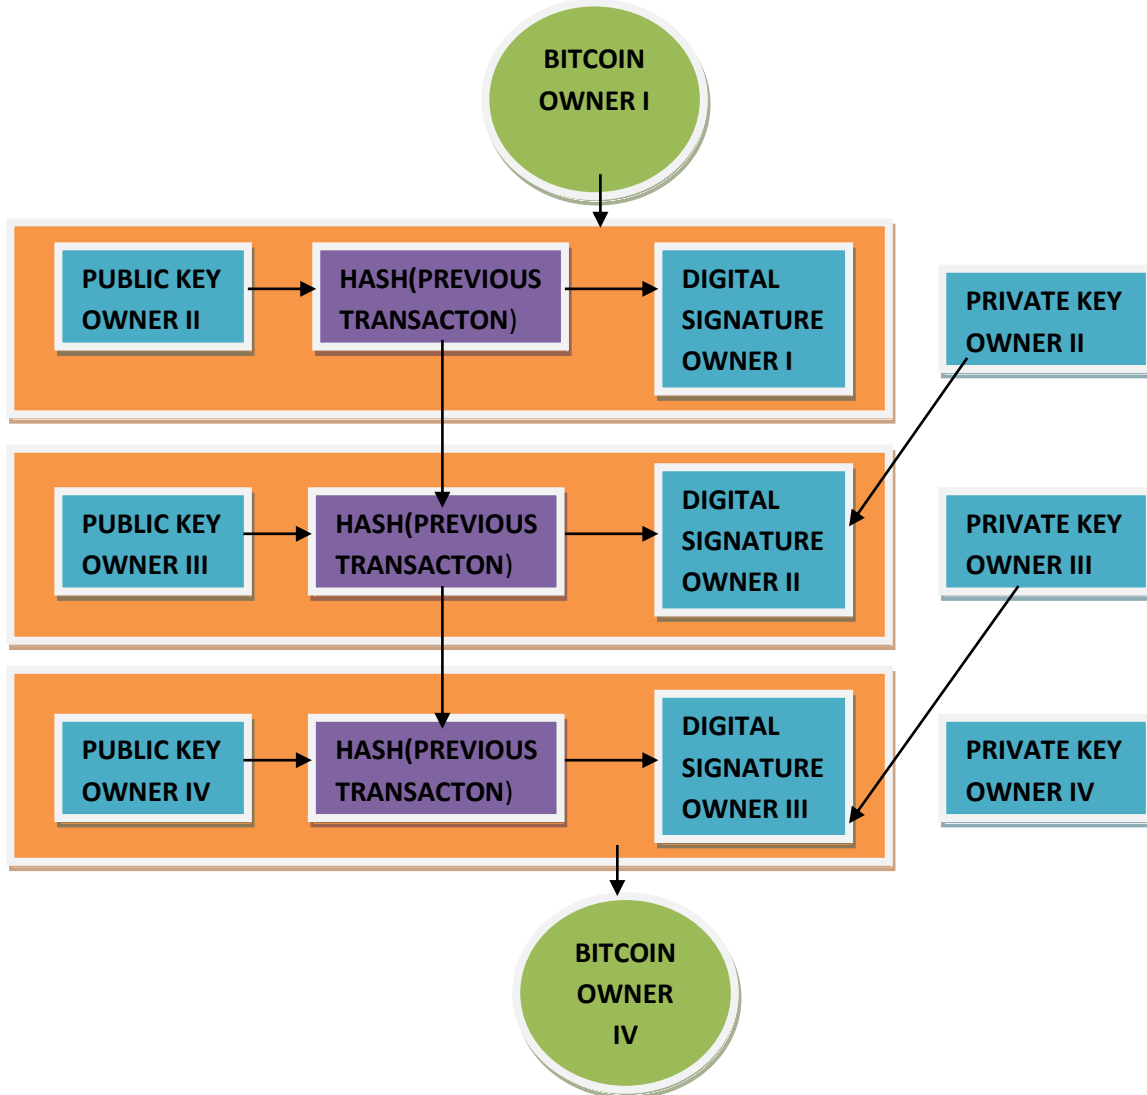 BITCOIN
OWNER I
PUBLIC KEY
OWNER II
HASH(PREVIOUS
TRANSACTON)
DIGITAL
SIGNATURE
OWNER I
PRIVATE KEY
OWNER II
PUBLIC KEY
OWNER III
HASH(PREVIOUS
TRANSACTON)
DIGITAL
SIGNATURE
OWNER II
PRIVATE KEY
OWNER III
PUBLIC KEY
OWNER IV
HASH(PREVIOUS
TRANSACTON)
DIGITAL
SIGNATURE
OWNER III
PRIVATE KEY
OWNER IV
BITCOIN
OWNER
IV